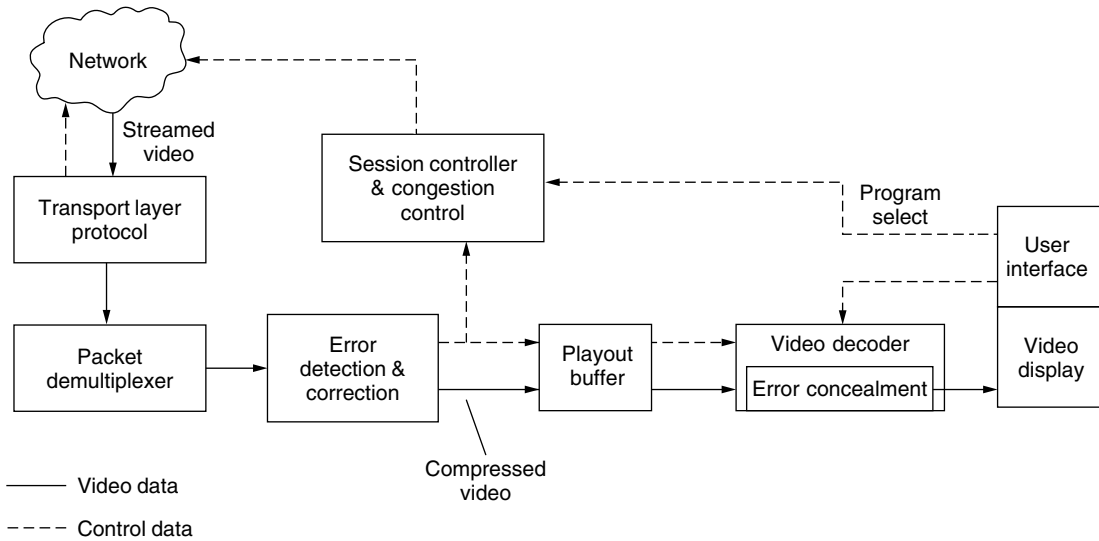 Network
Streamed
video
Transport layer
protocol
Session controller
& congestion
control
Program
select
User
interface
Packet
demultiplexer
Error
detection &
correction
Playout
buffer
Video decoder
Error concealment
Video
display
Compressed
video
Video data
Control data